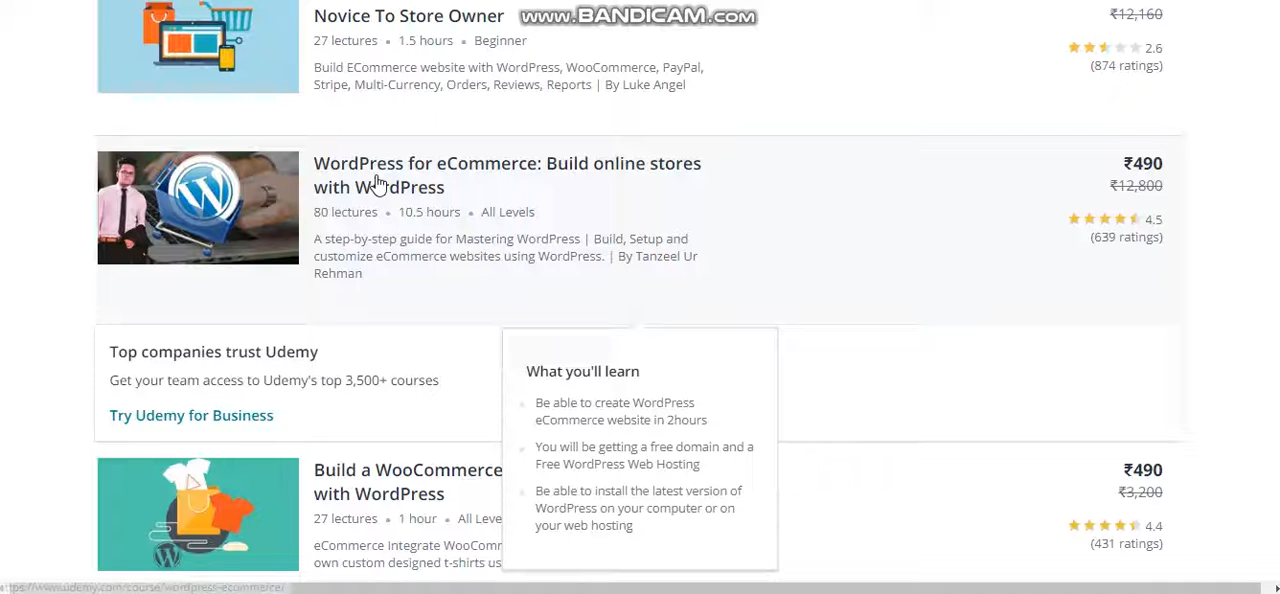 www.BANDICAM.com
Novice To Store Owner
₹12,160
27 lectures • 1.5 hours • Beginner
2.6
(874 ratings)
Build ECommerce website with WordPress, WooCommerce, PayPal,
Stripe, Multi-Currency, Orders, Reviews, Reports | By Luke Angel
WordPress for eCommerce: Build online stores
with WordPress
₹490
₹12,800
80 lectures • 10.5 hours • All Levels
4.5
(639 ratings)
A step-by-step guide for Mastering WordPress | Build, Setup and
customize eCommerce websites using WordPress. | By Tanzeel Ur
Rehman
Top companies trust Udemy
Get your team access to Udemy's top 3,500+ courses
Try Udemy for Business
What you'll learn
Be able to create WordPress
eCommerce website in 2hours
You will be getting a free domain and a
Free WordPress Web Hosting
Be able to install the latest version of
WordPress on your computer or on
your web hosting
Build a WooCommerce
with WordPress
₹490
₹3,200
27 lectures • 1 hour • All Leve
4.4
(431 ratings)
eCommerce Integrate WooComm
own custom designed t-shirts us
https://www.udemy.com/course/wordpress-ecommerce/